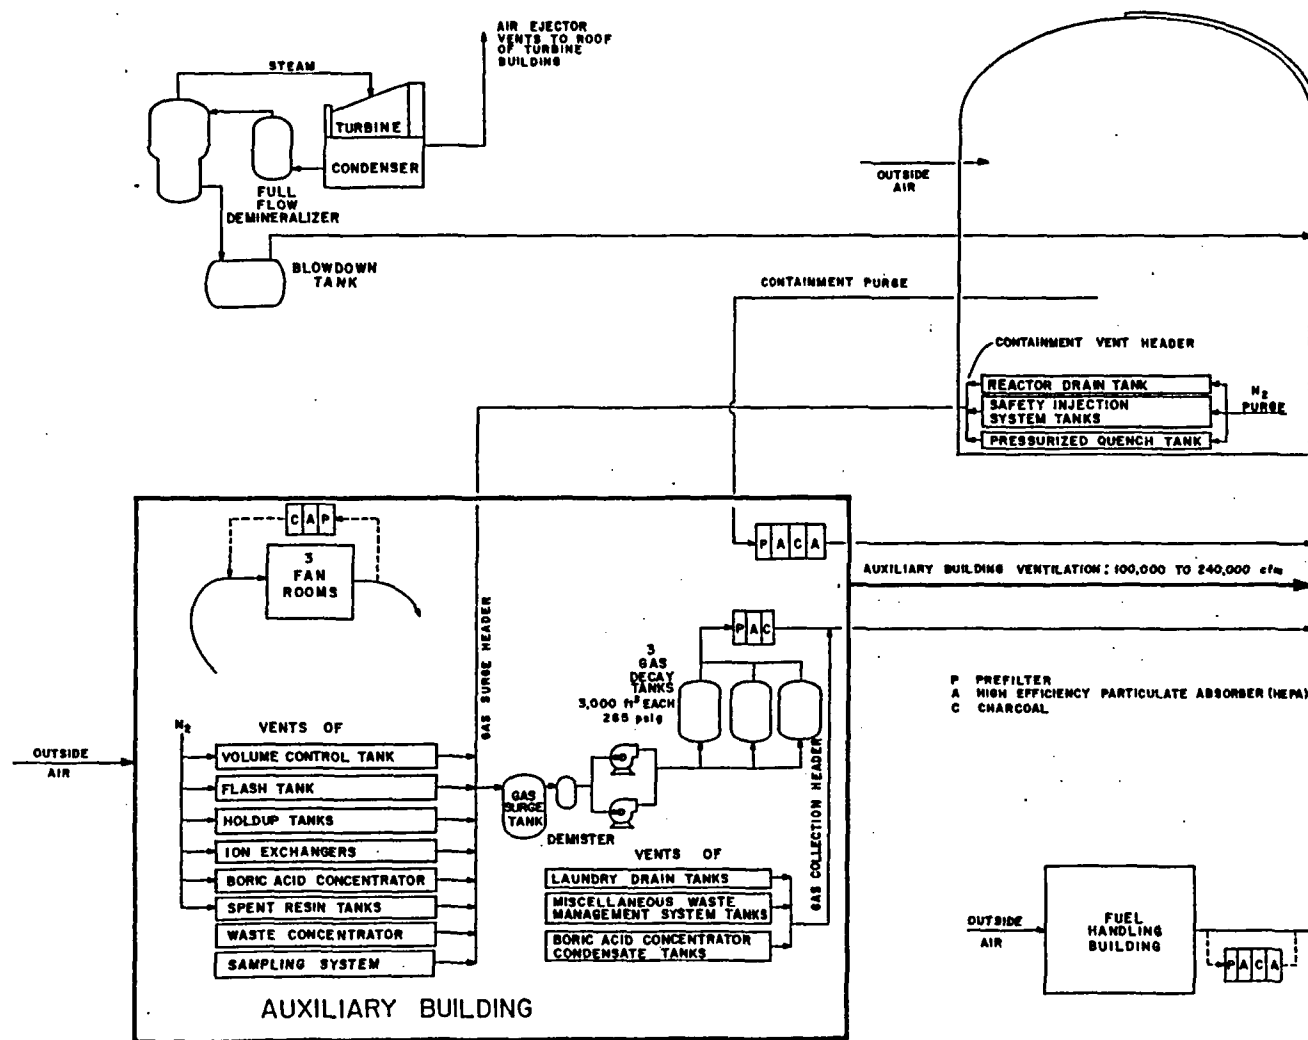 AIR EJECTOR
VENTS TO ROOF
OF TURBINE
BUILDING
STEAM
TURBINE
CONDENSER
FULL
FLOW
DEMINERALIZER
BLOWDOWN
TANK
OUTSIDE
AIR
CONTAINMENT PURGE
CONTAINMENT VENT HEADER
REACTOR DRAIN TANK
SAFETY INJECTION
SYSTEM TANKS
PRESSURIZED QUENCH TANK
N2
PURGE
C A P
3
FAN
ROOMS
GAS SURGE HEADER
P A C A
AUXILIARY BUILDING VENTILATION: 100,000 TO 240,000 cfm
P A C
3
GAS
DECAY
TANKS
3,000 ft3 EACH
265 psig
P PREFILTER
A HIGH EFFICIENCY PARTICULATE ABSORBER (HEPA)
C CHARCOAL
OUTSIDE
AIR
N2
VENTS OF
VOLUME CONTROL TANK
FLASH TANK
HOLDUP TANKS
ION EXCHANGERS
BORIC ACID CONCENTRATOR
SPENT RESIN TANKS
WASTE CONCENTRATOR
SAMPLING SYSTEM
GAS
SURGE
TANK
DEMISTER
VENTS OF
LAUNDRY DRAIN TANKS
MISCELLANEOUS WASTE
MANAGEMENT SYSTEM TANKS
BORIC ACID CONCENTRATOR
CONDENSATE TANKS
GAS COLLECTION HEADER
OUTSIDE
AIR
FUEL
HANDLING
BUILDING
P A C A
AUXILIARY BUILDING